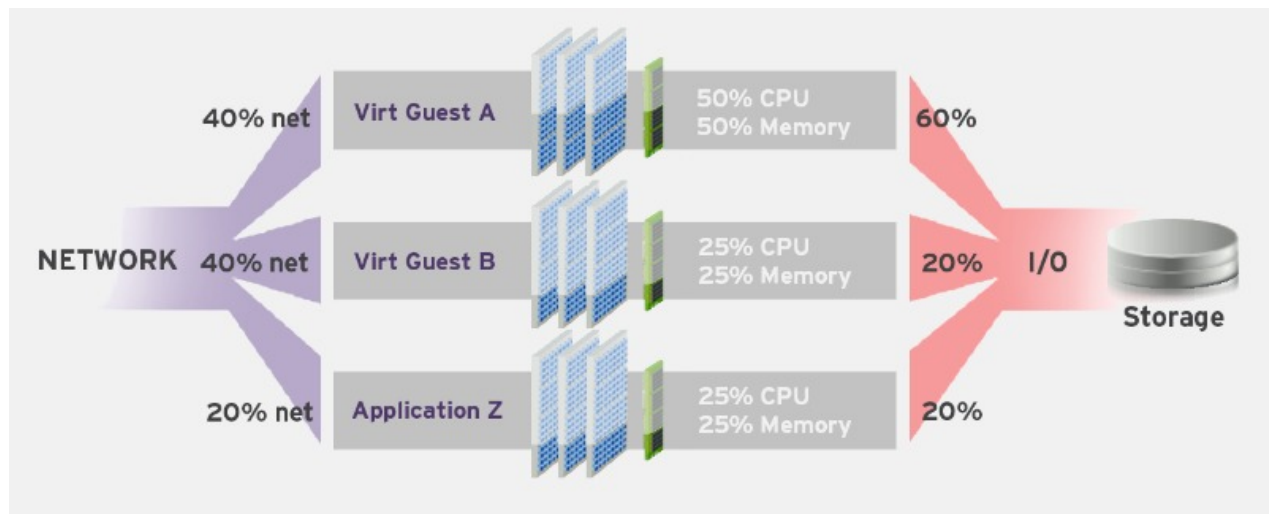 40% net
Virt Guest A
50% CPU
50% Memory
60%
NETWORK
40% net
Virt Guest B
25% CPU
25% Memory
20%
I/O
Storage
20% net
Application Z
25% CPU
25% Memory
20%